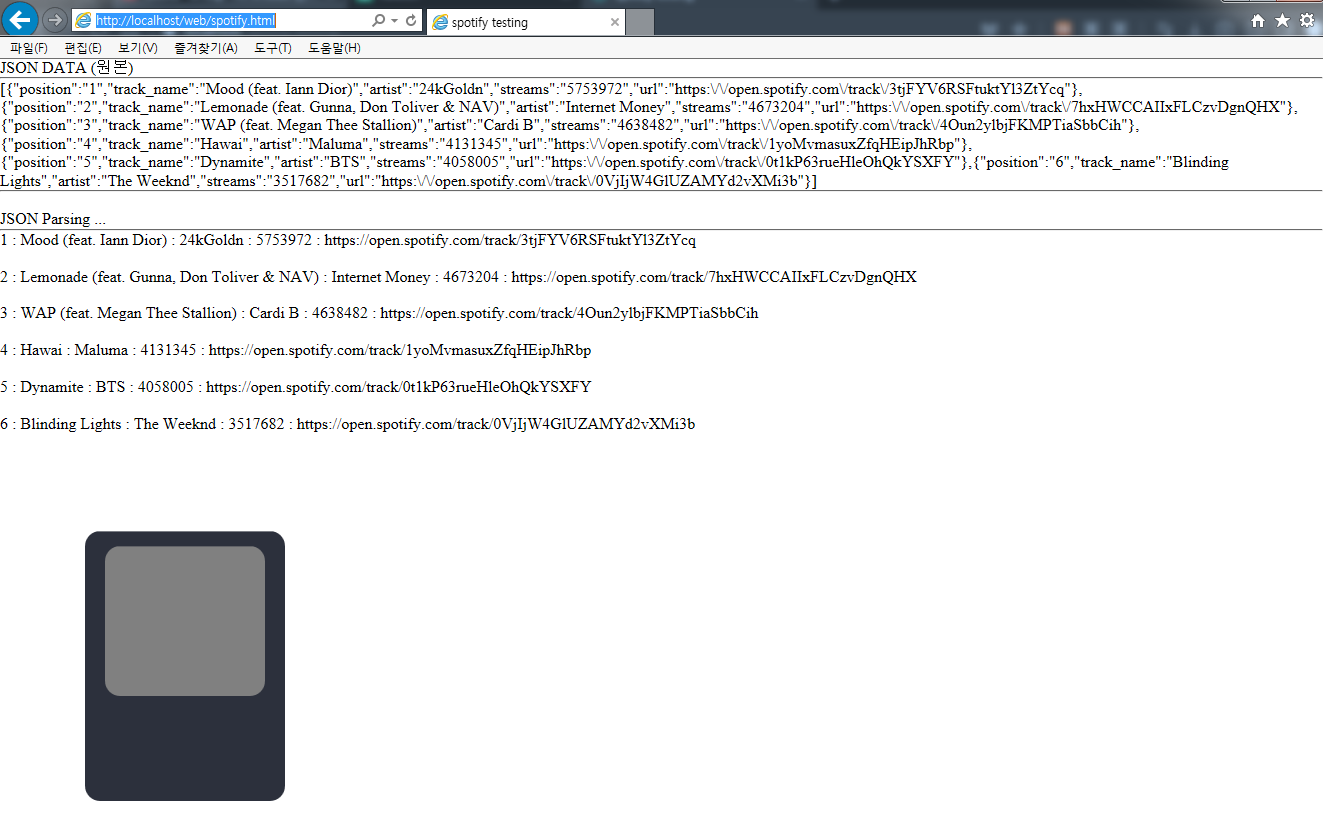 http://localhost/web/spotify.html
spotify testing
파일(F) 편집(E) 보기(V) 즐겨찾기(A) 도구(T) 도움말(H)
JSON DATA (원본)
[{"position":"1","track_name":"Mood (feat. Iann Dior)","artist":"24kGoldn","streams":"5753972","url":"https:\/\/open.spotify.com\/track\/3tjFYV6RSFtuktYl3ZtYcq"},
{"position":"2","track_name":"Lemonade (feat. Gunna, Don Toliver & NAV)","artist":"Internet Money","streams":"4673204","url":"https:\/\/open.spotify.com\/track\/7hxHWCCAIIxFLCzvDgnQHX"},
{"position":"3","track_name":"WAP (feat. Megan Thee Stallion)","artist":"Cardi B","streams":"4638482","url":"https:\/\/open.spotify.com\/track\/4Oun2ylbjFKMPTiaSbbCih"},
{"position":"4","track_name":"Hawai","artist":"Maluma","streams":"4131345","url":"https:\/\/open.spotify.com\/track\/1yoMvmasuxZfqHEipJhRbp"},
{"position":"5","track_name":"Dynamite","artist":"BTS","streams":"4058005","url":"https:\/\/open.spotify.com\/track\/0t1kP63rueHleOhQkYSXFY"},{"position":"6","track_name":"Blinding
Lights","artist":"The Weeknd","streams":"3517682","url":"https:\/\/open.spotify.com\/track\/0VjIjW4GlUZAMYd2vXMi3b"}]
JSON Parsing ...
1 : Mood (feat. Iann Dior) : 24kGoldn : 5753972 : https://open.spotify.com/track/3tjFYV6RSFtuktYl3ZtYcq
2 : Lemonade (feat. Gunna, Don Toliver & NAV) : Internet Money : 4673204 : https://open.spotify.com/track/7hxHWCCAIIxFLCzvDgnQHX
3 : WAP (feat. Megan Thee Stallion) : Cardi B : 4638482 : https://open.spotify.com/track/4Oun2ylbjFKMPTiaSbbCih
4 : Hawai : Maluma : 4131345 : https://open.spotify.com/track/1yoMvmasuxZfqHEipJhRbp
5 : Dynamite : BTS : 4058005 : https://open.spotify.com/track/0t1kP63rueHleOhQkYSXFY
6 : Blinding Lights : The Weeknd : 3517682 : https://open.spotify.com/track/0VjIjW4GlUZAMYd2vXMi3b